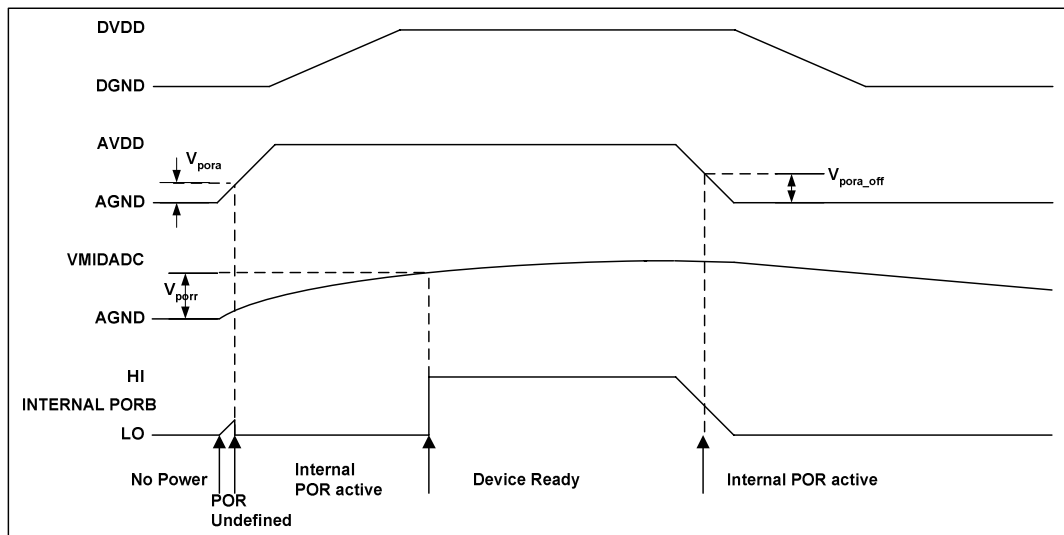 DVDD
DGND
AVDD
Vpora
AGND
Vpora_off
VMIDADC
Vporr
AGND
HI
INTERNAL PORB
LO
No Power
POR
Undefined
Internal
POR active
Device Ready
Internal POR active